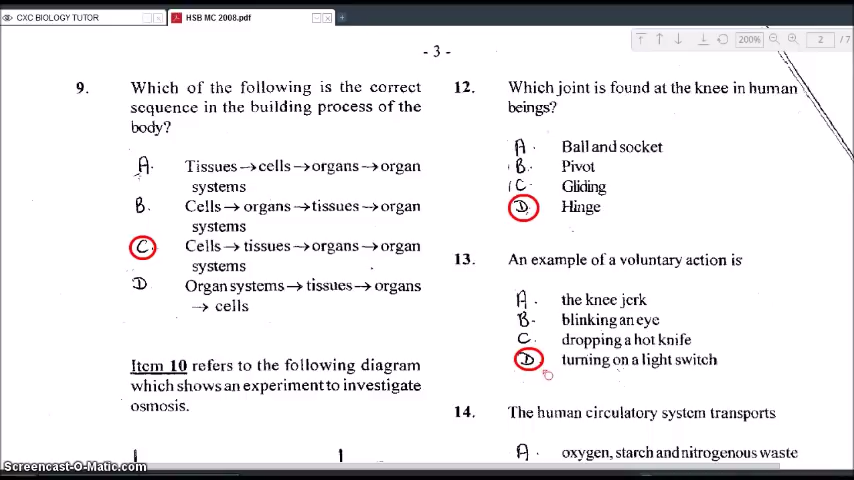 CXC BIOLOGY TUTOR
HSB MC 2008.pdf
200%
2
/ 7
- 3 -
9. Which of the following is the correct
sequence in the building process of the
body?
A. Tissues → cells → organs → organ
systems
B. Cells → organs → tissues → organ
systems
C. Cells → tissues → organs → organ
systems
D Organ systems → tissues → organs
→ cells
Item 10 refers to the following diagram
which shows an experiment to investigate
osmosis.
12. Which joint is found at the knee in human
beings?
A. Ball and socket
B. Pivot
C. Gliding
D. Hinge
13. An example of a voluntary action is
A. the knee jerk
B. blinking an eye
C. dropping a hot knife
D. turning on a light switch
14. The human circulatory system transports
A. oxygen, starch and nitrogenous waste
Screencast-O-Matic.com